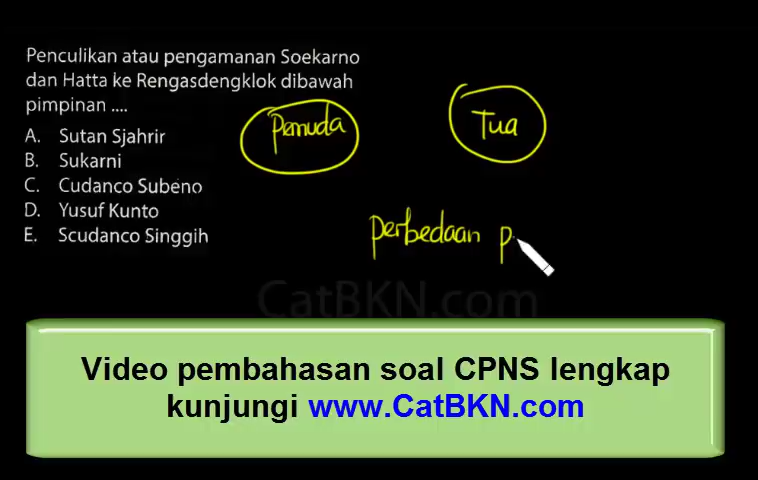 Penculikan atau pengamanan Soekarno
dan Hatta ke Rengasdengklok dibawah
pimpinan ....
A. Sutan Sjahrir
B. Sukarni
C. Cudanco Subeno
D. Yusuf Kunto
E. Scudanco Singgih
Pemuda
Tua
perbedaan p
CatBKN.com
Video pembahasan soal CPNS lengkap
kunjungi www.CatBKN.com